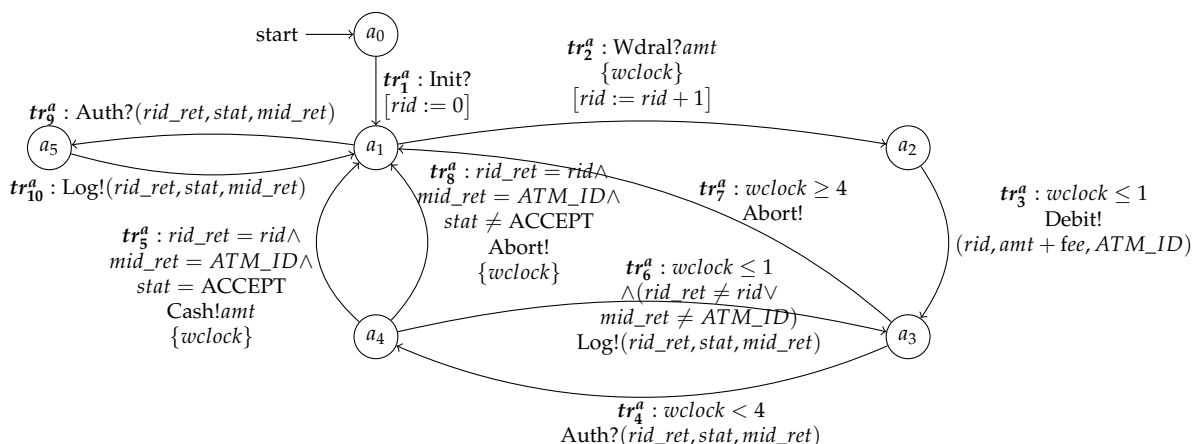 start
a₀
tr₁ᵃ : Init?
[rid := 0]
tr₂ᵃ : Wdral?amt
{wclock}
[rid := rid + 1]
tr₉ᵃ : Auth?(rid_ret, stat, mid_ret)
a₅
a₁
a₂
tr₁₀ᵃ : Log!(rid_ret, stat, mid_ret)
tr₈ᵃ : rid_ret = rid∧
mid_ret = ATM_ID∧
stat ≠ ACCEPT
Abort!
{wclock}
tr₇ᵃ : wclock ≥ 4
Abort!
tr₃ᵃ : wclock ≤ 1
Debit!
(rid, amt + fee, ATM_ID)
tr₅ᵃ : rid_ret = rid∧
mid_ret = ATM_ID∧
stat = ACCEPT
Cash!amt
{wclock}
tr₆ᵃ : wclock ≤ 1
∧(rid_ret ≠ rid∨
mid_ret ≠ ATM_ID)
Log!(rid_ret, stat, mid_ret)
a₄
a₃
tr₄ᵃ : wclock < 4
Auth?(rid_ret, stat, mid_ret)